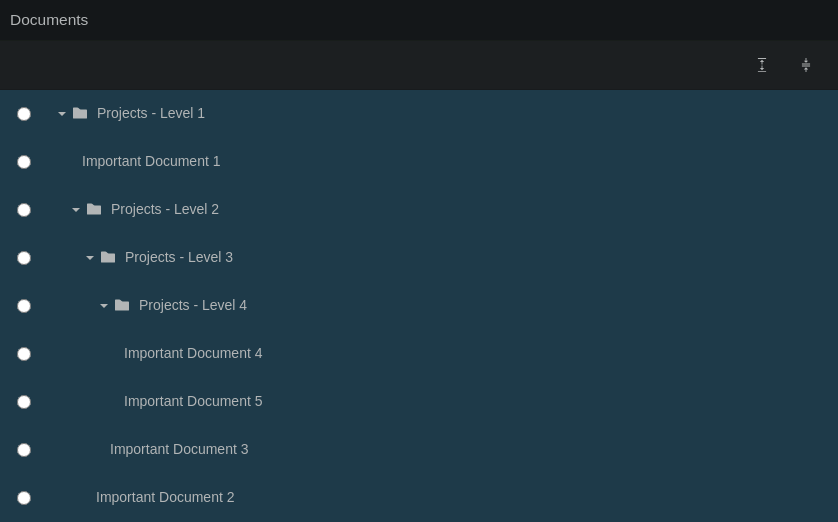 Documents
Projects - Level 1
Important Document 1
Projects - Level 2
Projects - Level 3
Projects - Level 4
Important Document 4
Important Document 5
Important Document 3
Important Document 2